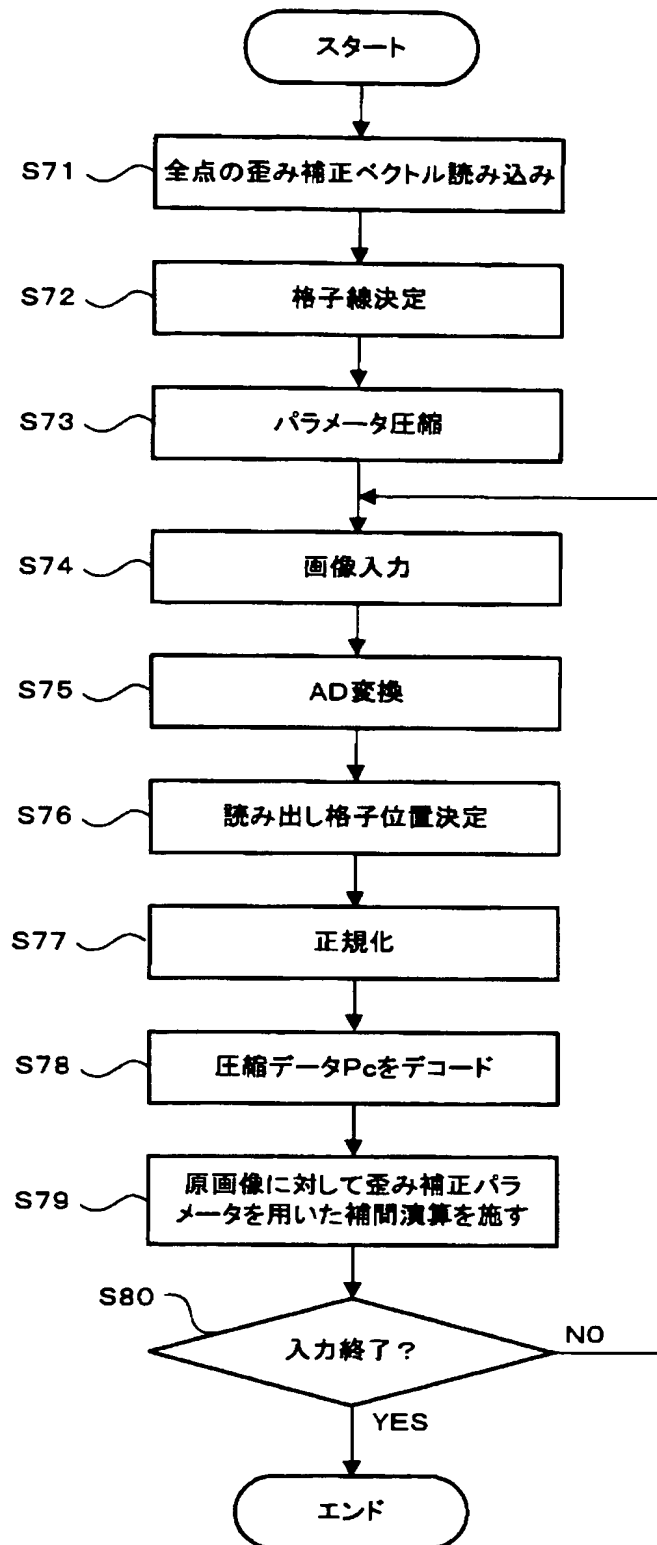 スタート
S71
全点の歪み補正ベクトル読み込み
S72
格子線決定
S73
パラメータ圧縮
S74
画像入力
S75
AD変換
S76
読み出し格子位置決定
S77
正規化
S78
圧縮データPcをデコード
S79
原画像に対して歪み補正パラ
メータを用いた補間演算を施す
S80
入力終了?
NO
YES
エンド